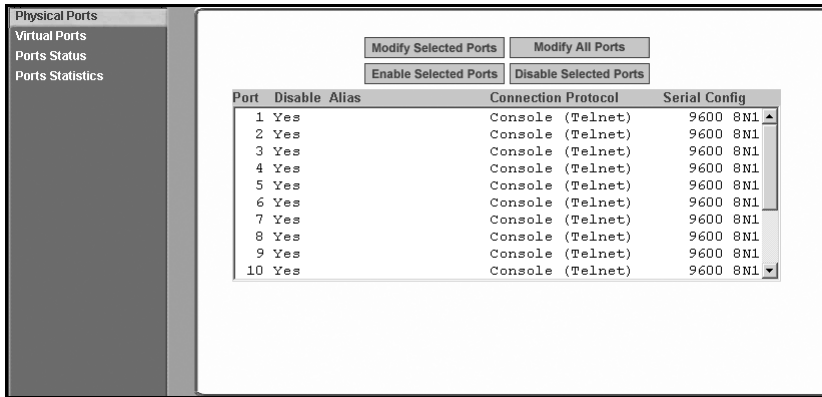 Physical Ports
Virtual Ports
Ports Status
Ports Statistics
Modify Selected Ports Modify All Ports
Enable Selected Ports Disable Selected Ports
Port Disable Alias Connection Protocol Serial Config
1 Yes Console (Telnet) 9600 8N1
2 Yes Console (Telnet) 9600 8N1
3 Yes Console (Telnet) 9600 8N1
4 Yes Console (Telnet) 9600 8N1
5 Yes Console (Telnet) 9600 8N1
6 Yes Console (Telnet) 9600 8N1
7 Yes Console (Telnet) 9600 8N1
8 Yes Console (Telnet) 9600 8N1
9 Yes Console (Telnet) 9600 8N1
10 Yes Console (Telnet) 9600 8N1